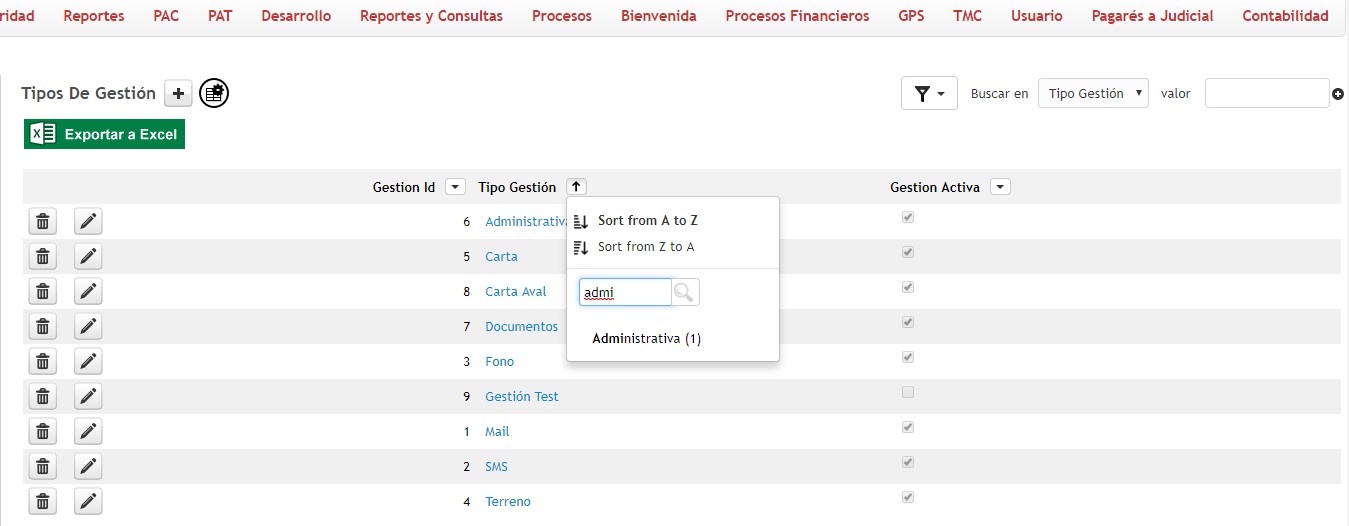 ridad Reportes PAC PAT Desarrollo Reportes y Consultas Procesos Bienvenida Procesos Financieros GPS TMC Usuario Pagarés a Judicial Contabilidad
Tipos De Gestión Buscar en Tipo Gestión valor
Exportar a Excel
Gestion Id Tipo Gestión Gestion Activa
6 Administrativa
5 Carta
8 Carta Aval
7 Documentos
3 Fono
9 Gestión Test
1 Mail
2 SMS
4 Terreno
Sort from A to Z
Sort from Z to A
admi
Administrativa (1)